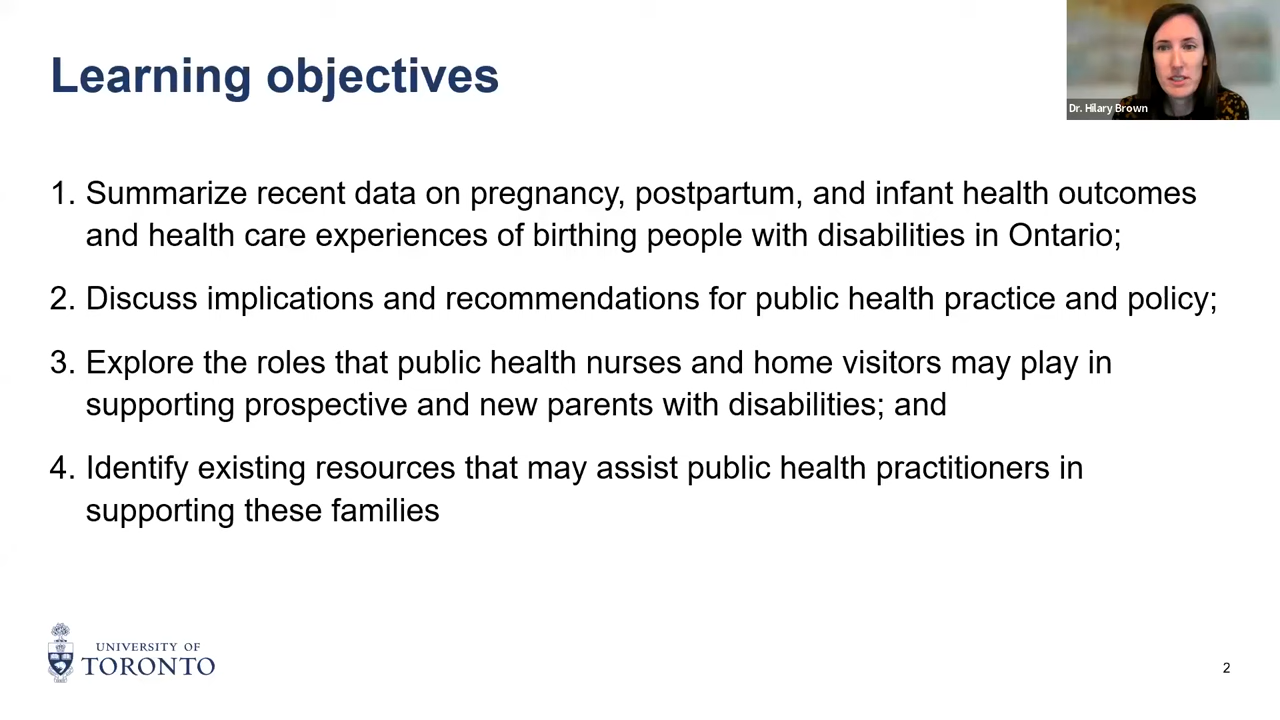 Learning objectives
Dr. Hilary Brown
1. Summarize recent data on pregnancy, postpartum, and infant health outcomes
and health care experiences of birthing people with disabilities in Ontario;
2. Discuss implications and recommendations for public health practice and policy;
3. Explore the roles that public health nurses and home visitors may play in
supporting prospective and new parents with disabilities; and
4. Identify existing resources that may assist public health practitioners in
supporting these families
UNIVERSITY OF
TORONTO
2